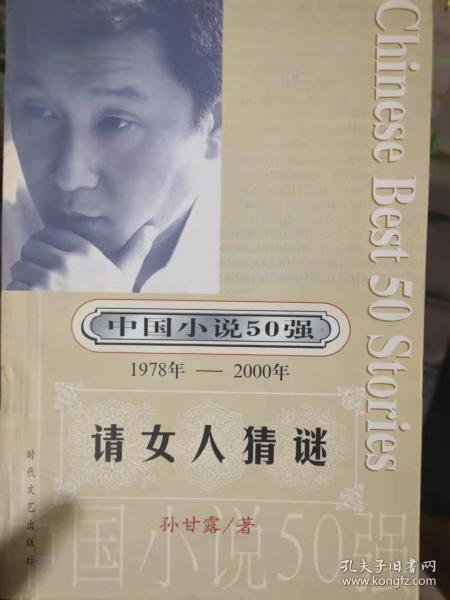 Chinese Best 50 Stories
中国小说50强
1978年 — 2000年
请女人猜谜
时代文艺出版社
孙甘露/著
中国小说50强
孔夫子旧书网
www.kongfz.com